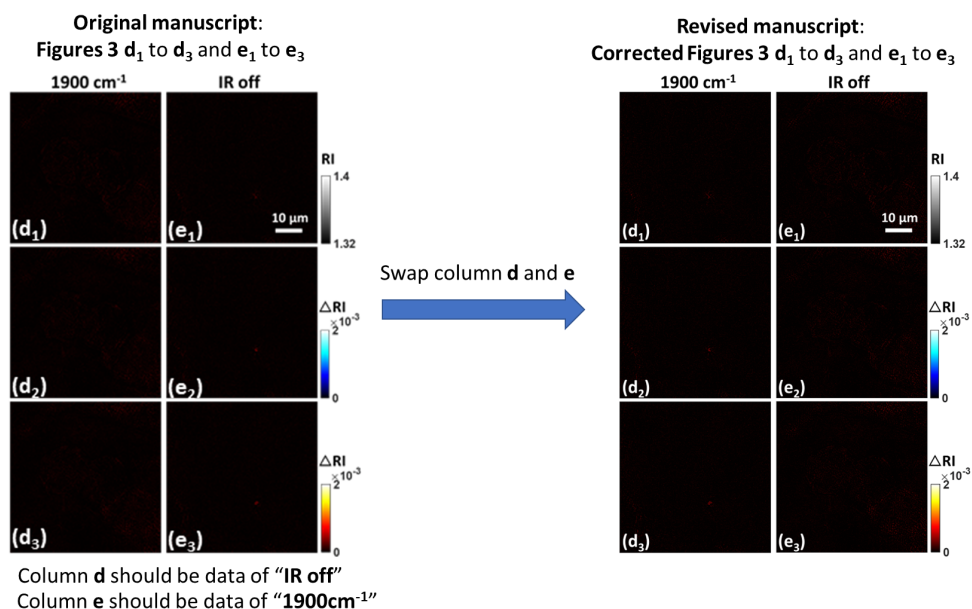 Original manuscript:
Figures 3 d₁ to d₃ and e₁ to e₃
1900 cm⁻¹ IR off
(d₁) (e₁) 10 μm
RI
1.4
1.32
(d₂) (e₂)
△RI
×10⁻³
2
0
(d₃) (e₃)
△RI
×10⁻³
2
0
Column d should be data of “IR off”
Column e should be data of “1900cm⁻¹”
Swap column d and e
Revised manuscript:
Corrected Figures 3 d₁ to d₃ and e₁ to e₃
1900 cm⁻¹ IR off
(d₁) (e₁) 10 μm
RI
1.4
1.32
(d₂) (e₂)
△RI
×10⁻³
2
0
(d₃) (e₃)
△RI
×10⁻³
2
0